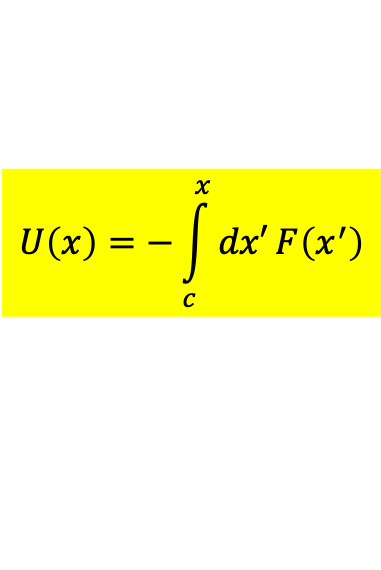 U(x) = − ∫_c^x dx′ F(x′)